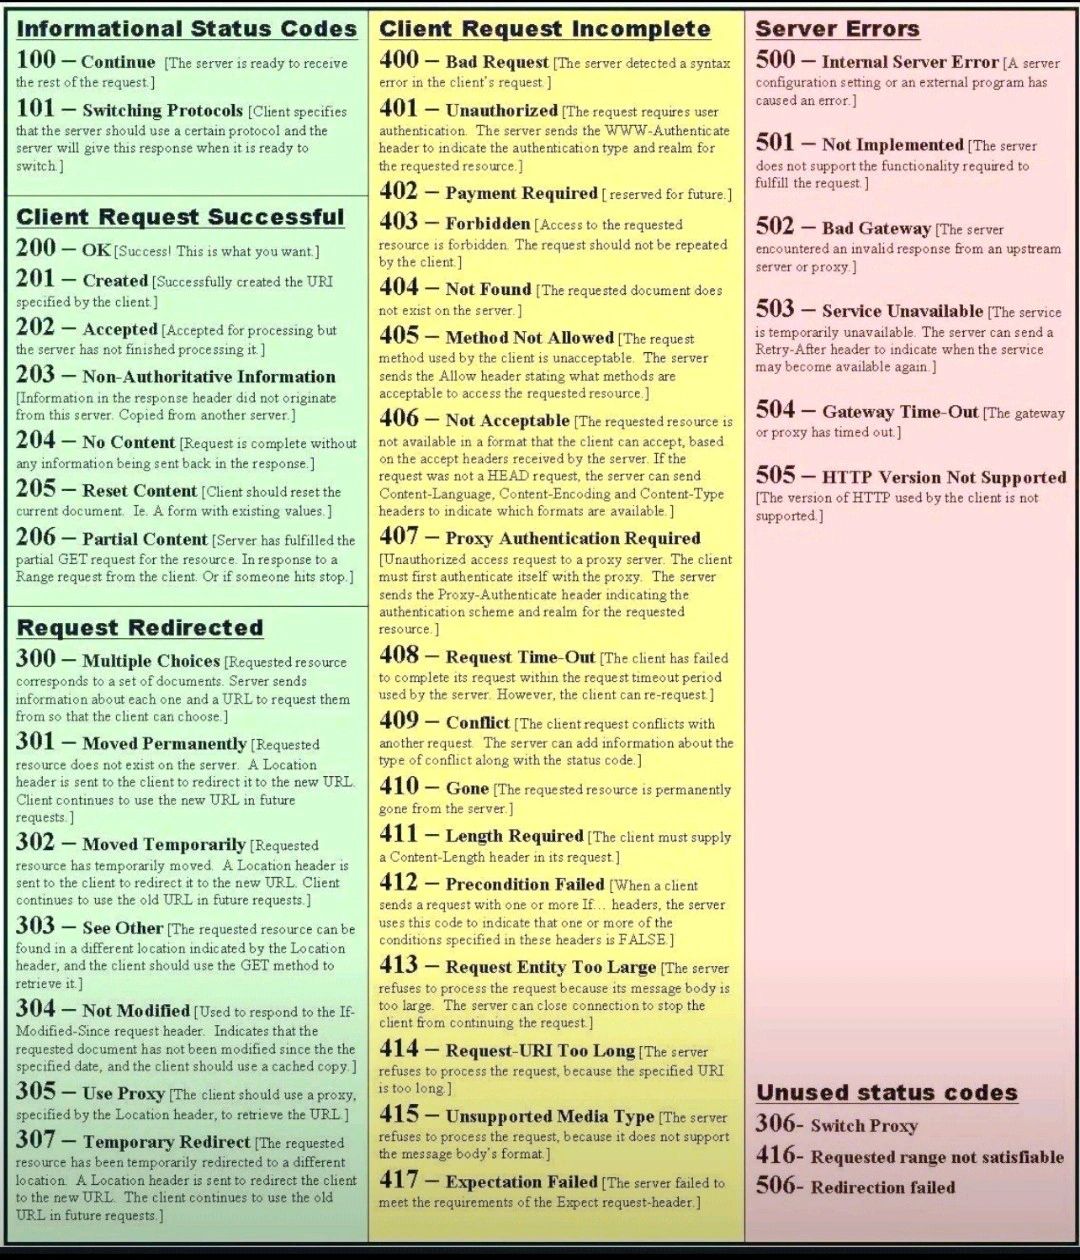 Informational Status Codes
100 – Continue [The server is ready to receive
the rest of the request.]
101 – Switching Protocols [Client specifies
that the server should use a certain protocol and the
server will give this response when it is ready to
switch.]
Client Request Successful
200 – OK [Success! This is what you want.]
201 – Created [Successfully created the URI
specified by the client.]
202 – Accepted [Accepted for processing but
the server has not finished processing it.]
203 – Non-Authoritative Information
[Information in the response header did not originate
from this server. Copied from another server.]
204 – No Content [Request is complete without
any information being sent back in the response.]
205 – Reset Content [Client should reset the
current document. Ie. A form with existing values.]
206 – Partial Content [Server has fulfilled the
partial GET request for the resource. In response to a
Range request from the client. Or if someone hits stop.]
Request Redirected
300 – Multiple Choices [Requested resource
corresponds to a set of documents. Server sends
information about each one and a URL to request them
from so that the client can choose.]
301 – Moved Permanently [Requested
resource does not exist on the server. A Location
header is sent to the client to redirect it to the new URL.
Client continues to use the new URL in future
requests.]
302 – Moved Temporarily [Requested
resource has temporarily moved. A Location header is
sent to the client to redirect it to the new URL. Client
continues to use the old URL in future requests.]
303 – See Other [The requested resource can be
found in a different location indicated by the Location
header, and the client should use the GET method to
retrieve it.]
304 – Not Modified [Used to respond to the If-
Modified-Since request header. Indicates that the
requested document has not been modified since the the
specified date, and the client should use a cached copy.]
305 – Use Proxy [The client should use a proxy,
specified by the Location header, to retrieve the URL.]
307 – Temporary Redirect [The requested
resource has been temporarily redirected to a different
location. A Location header is sent to redirect the client
to the new URL. The client continues to use the old
URL in future requests.]
Client Request Incomplete
400 – Bad Request [The server detected a syntax
error in the client's request.]
401 – Unauthorized [The request requires user
authentication. The server sends the WWW-Authenticate
header to indicate the authentication type and realm for
the requested resource.]
402 – Payment Required [ reserved for future.]
403 – Forbidden [Access to the requested
resource is forbidden. The request should not be repeated
by the client.]
404 – Not Found [The requested document does
not exist on the server.]
405 – Method Not Allowed [The request
method used by the client is unacceptable. The server
sends the Allow header stating what methods are
acceptable to access the requested resource.]
406 – Not Acceptable [The requested resource is
not available in a format that the client can accept, based
on the accept headers received by the server. If the
request was not a HEAD request, the server can send
Content-Language, Content-Encoding and Content-Type
headers to indicate which formats are available.]
407 – Proxy Authentication Required
[Unauthorized access request to a proxy server. The client
must first authenticate itself with the proxy. The server
sends the Proxy-Authenticate header indicating the
authentication scheme and realm for the requested
resource.]
408 – Request Time-Out [The client has failed
to complete its request within the request timeout period
used by the server. However, the client can re-request.]
409 – Conflict [The client request conflicts with
another request. The server can add information about the
type of conflict along with the status code.]
410 – Gone [The requested resource is permanently
gone from the server.]
411 – Length Required [The client must supply
a Content-Length header in its request.]
412 – Precondition Failed [When a client
sends a request with one or more If... headers, the server
uses this code to indicate that one or more of the
conditions specified in these headers is FALSE.]
413 – Request Entity Too Large [The server
refuses to process the request because its message body is
too large. The server can close connection to stop the
client from continuing the request.]
414 – Request-URI Too Long [The server
refuses to process the request, because the specified URI
is too long.]
415 – Unsupported Media Type [The server
refuses to process the request, because it does not support
the message body's format.]
417 – Expectation Failed [The server failed to
meet the requirements of the Expect request-header.]
Server Errors
500 – Internal Server Error [A server
configuration setting or an external program has
caused an error.]
501 – Not Implemented [The server
does not support the functionality required to
fulfill the request.]
502 – Bad Gateway [The server
encountered an invalid response from an upstream
server or proxy.]
503 – Service Unavailable [The service
is temporarily unavailable. The server can send a
Retry-After header to indicate when the service
may become available again.]
504 – Gateway Time-Out [The gateway
or proxy has timed out.]
505 – HTTP Version Not Supported
[The version of HTTP used by the client is not
supported.]
Unused status codes
306- Switch Proxy
416- Requested range not satisfiable
506- Redirection failed